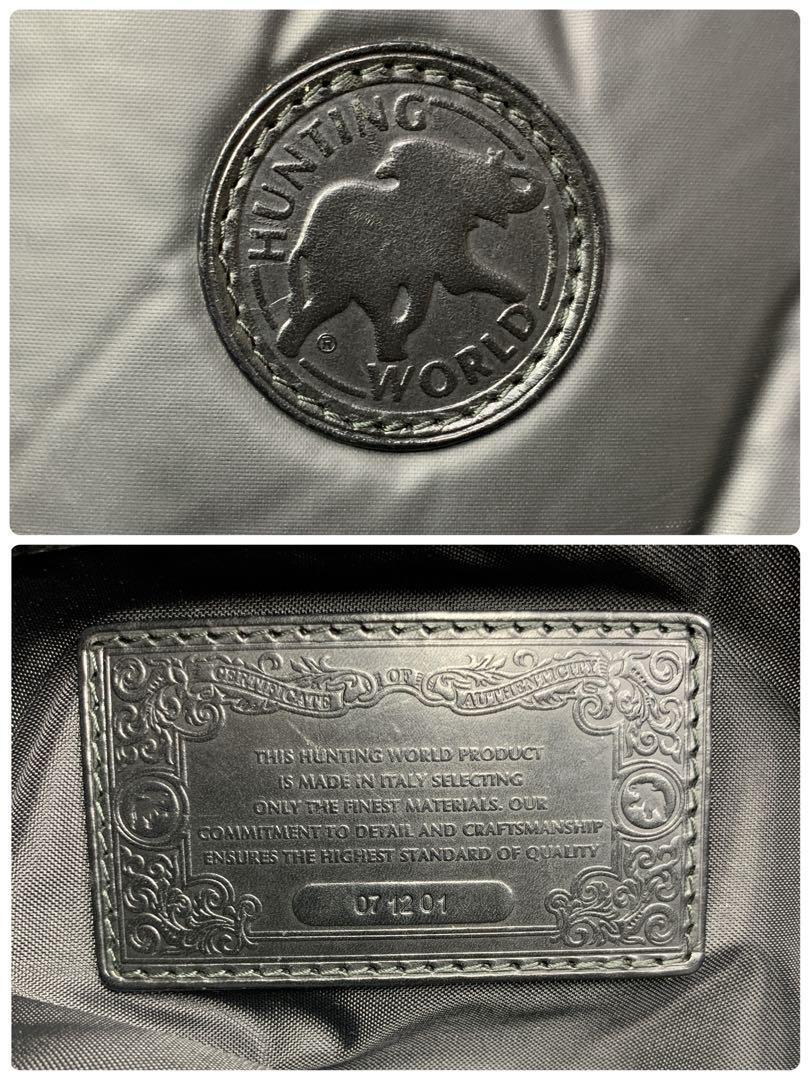 HUNTING
WORLD
®
CERTIFICATE OF AUTHENTICITY
THIS HUNTING WORLD PRODUCT
IS MADE IN ITALY SELECTING
ONLY THE FINEST MATERIALS. OUR
COMMITMENT TO DETAIL AND CRAFTSMANSHIP
ENSURES THE HIGHEST STANDARD OF QUALITY
07 12 01